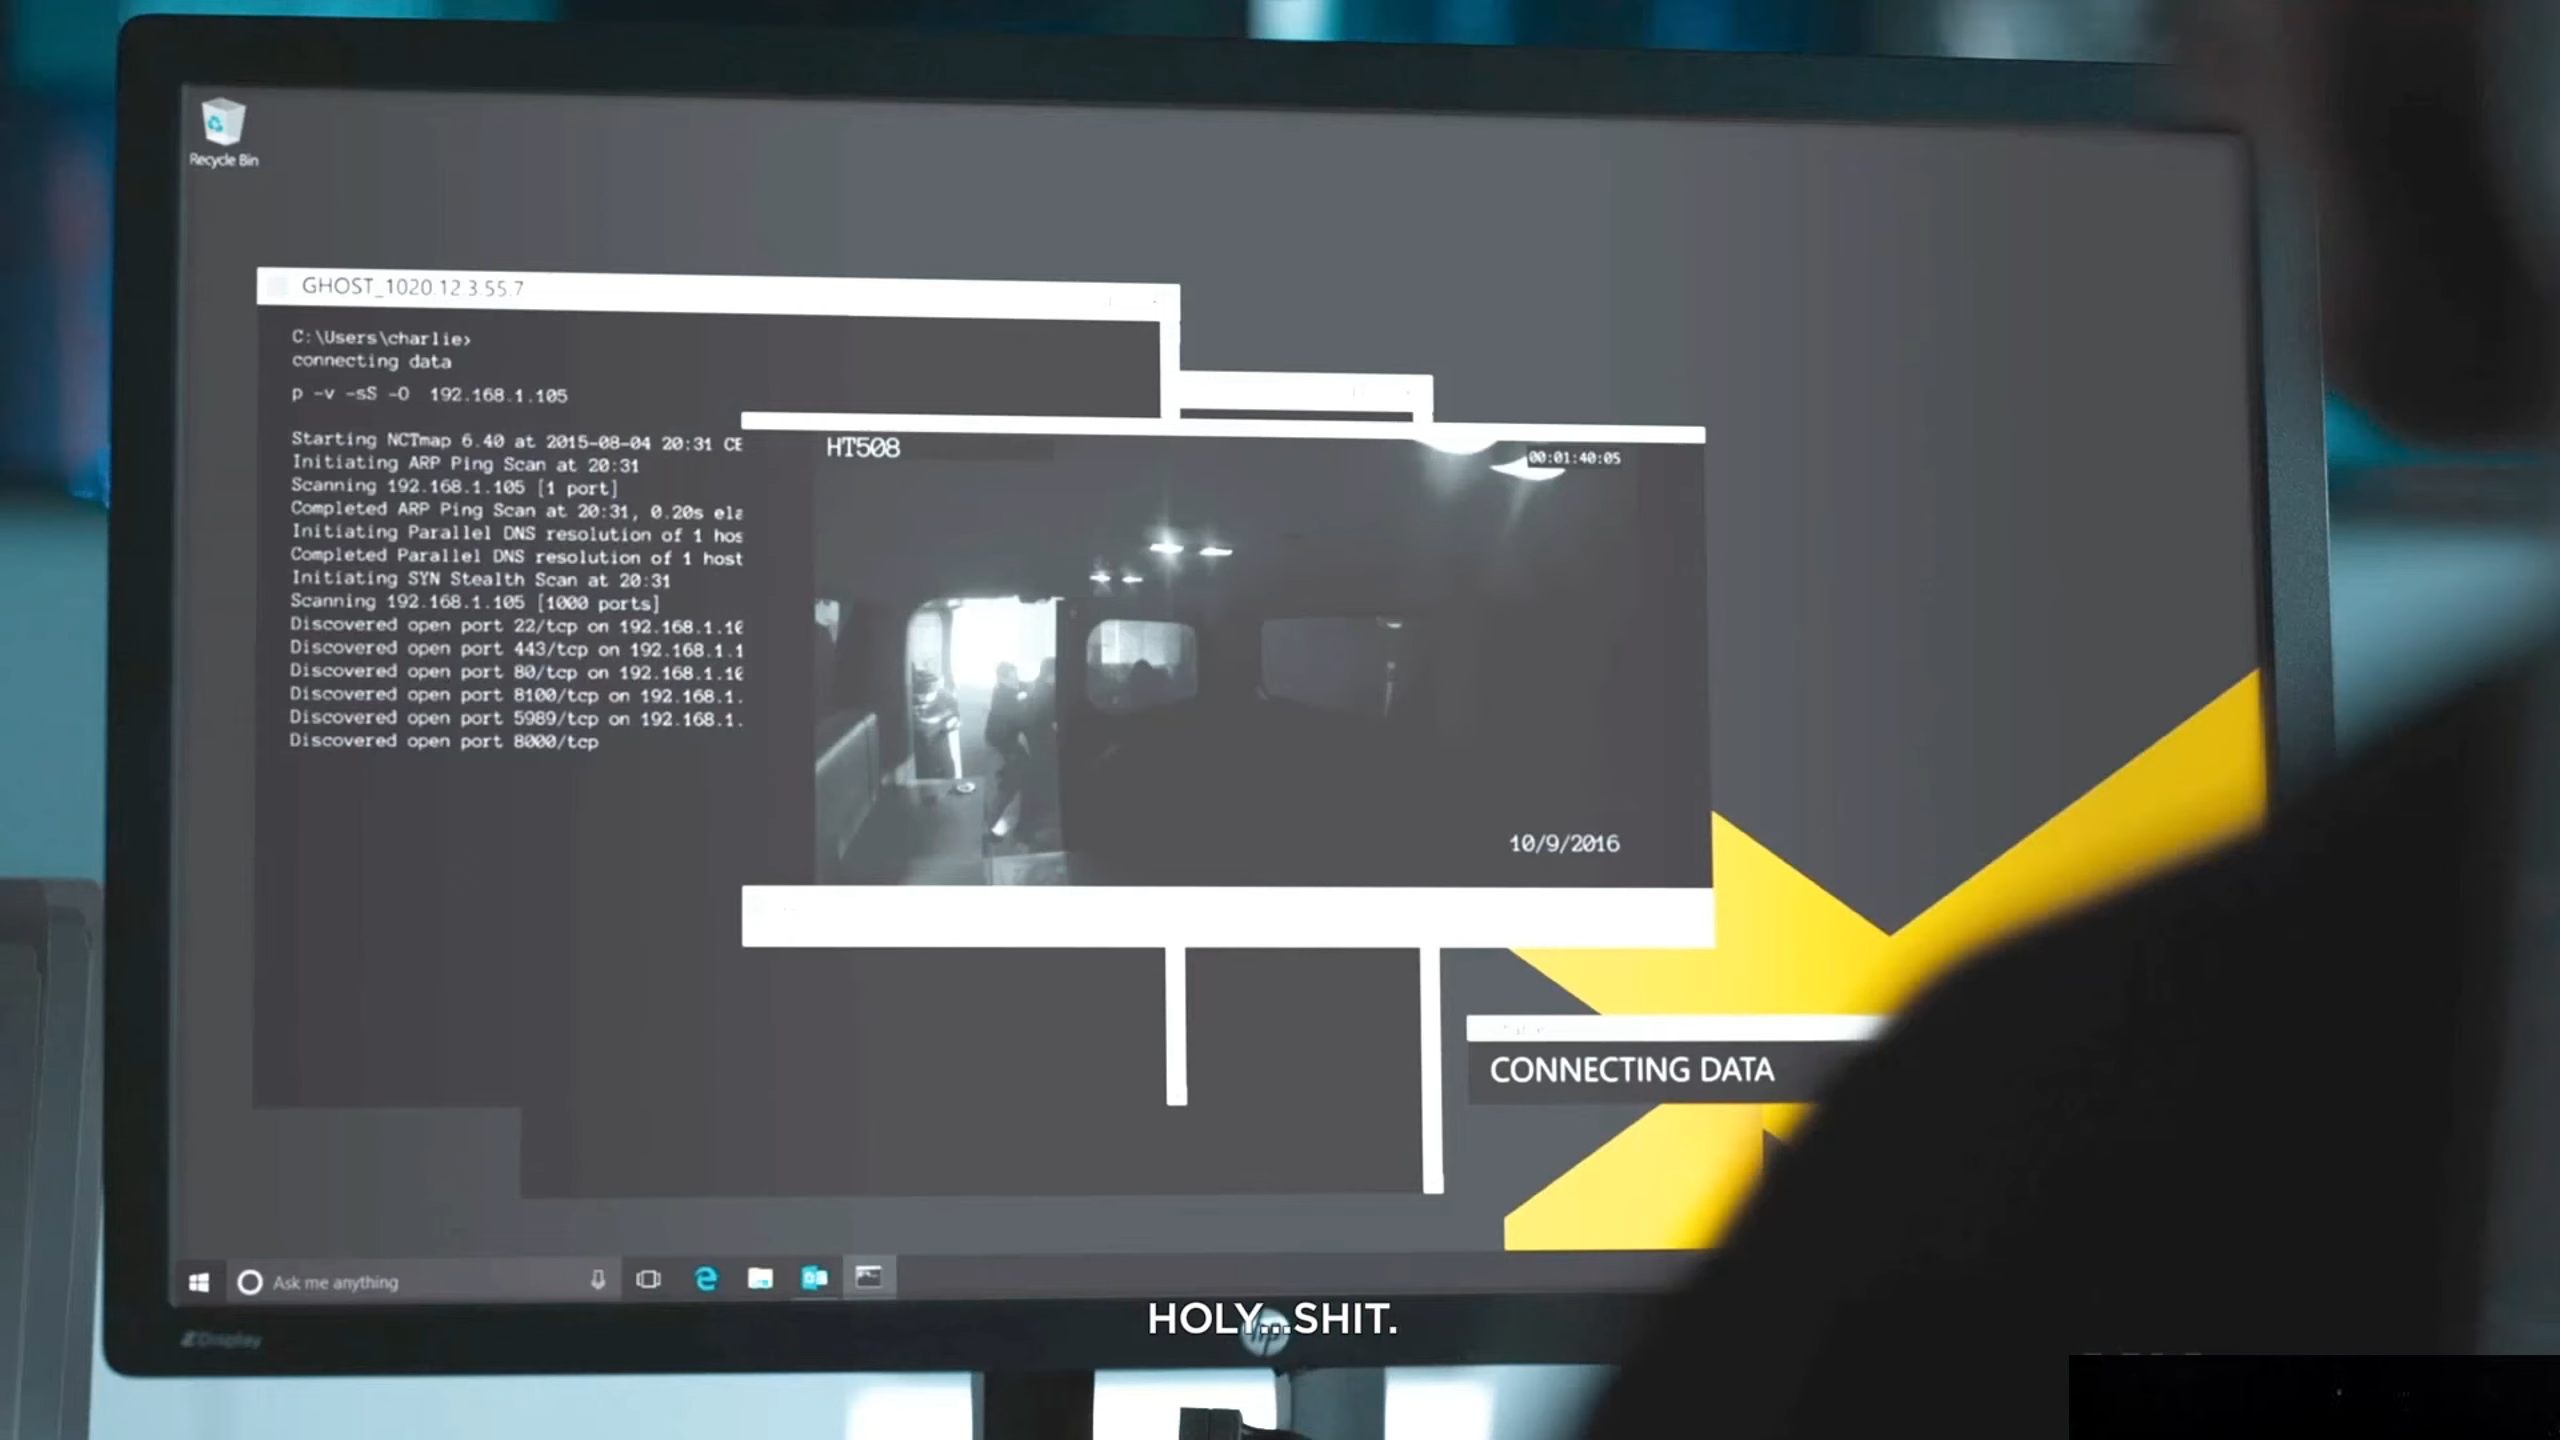 Recycle Bin
GHOST_1020.12.3.55.7
C:\Users\charlie>
connecting data
p -v -sS -O 192.168.1.105
Starting NCTmap 6.40 at 2015-08-04 20:31 CE
Initiating ARP Ping Scan at 20:31
Scanning 192.168.1.105 [1 port]
Completed ARP Ping Scan at 20:31, 0.20s ela
Initiating Parallel DNS resolution of 1 hos
Completed Parallel DNS resolution of 1 host
Initiating SYN Stealth Scan at 20:31
Scanning 192.168.1.105 [1000 ports]
Discovered open port 22/tcp on 192.168.1.10
Discovered open port 443/tcp on 192.168.1.1
Discovered open port 80/tcp on 192.168.1.10
Discovered open port 8100/tcp on 192.168.1.
Discovered open port 5989/tcp on 192.168.1.
Discovered open port 8000/tcp
HT508
00:01:40:05
10/9/2016
CONNECTING DATA
Ask me anything
HOLY...SHIT.
Z Display
hp